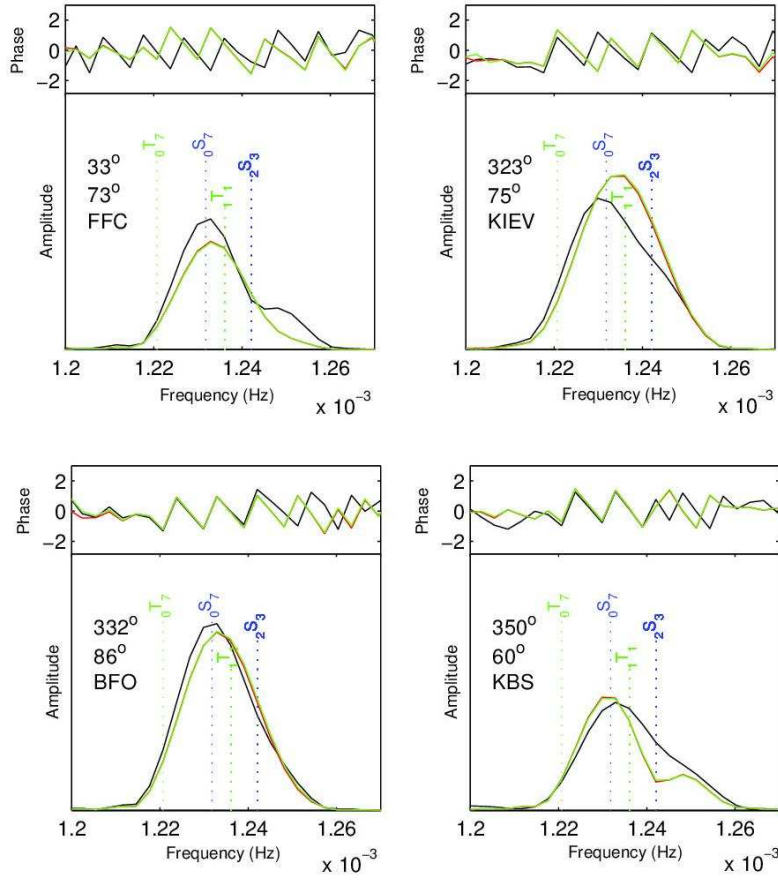 Phase
2
0
−2
Amplitude
33o
73o
FFC
0T7
0S7
1T1
2S3
1.2
1.22
1.24
1.26
Frequency (Hz)
x 10−3
Phase
2
0
−2
Amplitude
323o
75o
KIEV
0T7
0S7
1T1
2S3
1.2
1.22
1.24
1.26
Frequency (Hz)
x 10−3
Phase
2
0
−2
Amplitude
332o
86o
BFO
0T7
0S7
1T1
2S3
1.2
1.22
1.24
1.26
Frequency (Hz)
x 10−3
Phase
2
0
−2
Amplitude
350o
60o
KBS
0T7
0S7
1T1
2S3
1.2
1.22
1.24
1.26
Frequency (Hz)
x 10−3